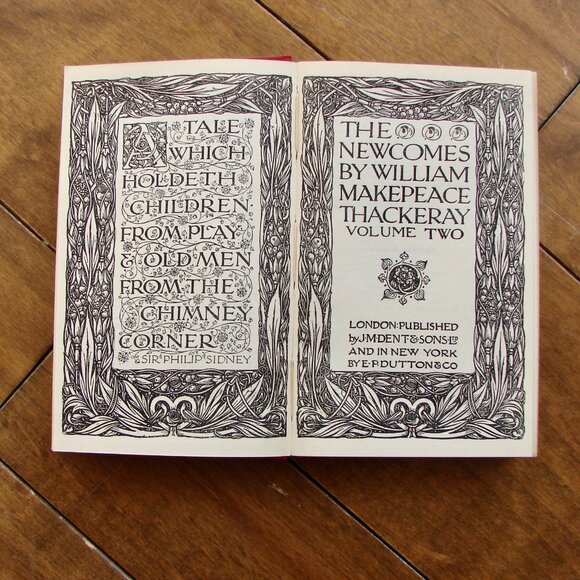 A TALE
WHICH
HOLDETH
CHILDREN
FROM PLAY
& OLD MEN
FROM THE
CHIMNEY
CORNER
SIR PHILIP SIDNEY
THE
NEWCOMES
BY WILLIAM
MAKEPEACE
THACKERAY
VOLUME TWO
LONDON: PUBLISHED
by J·M·DENT & SONS LTD
AND IN NEW YORK
BY E·P·DUTTON & CO